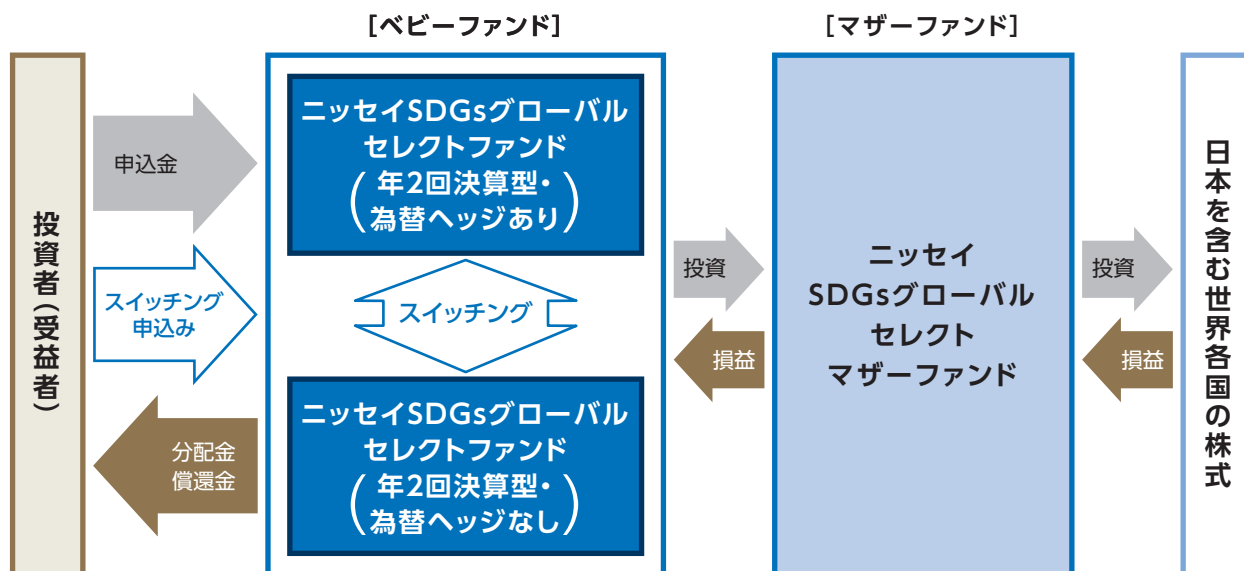 [ベビーファンド]
[マザーファンド]
投資者(受益者)
申込金
スイッチング
申込み
分配金
償還金
ニッセイSDGsグローバル
セレクトファンド
(年2回決算型・
為替ヘッジあり)
スイッチング
ニッセイSDGsグローバル
セレクトファンド
(年2回決算型・
為替ヘッジなし)
投資
損益
ニッセイ
SDGsグローバル
セレクト
マザーファンド
投資
損益
日本を含む世界各国の株式